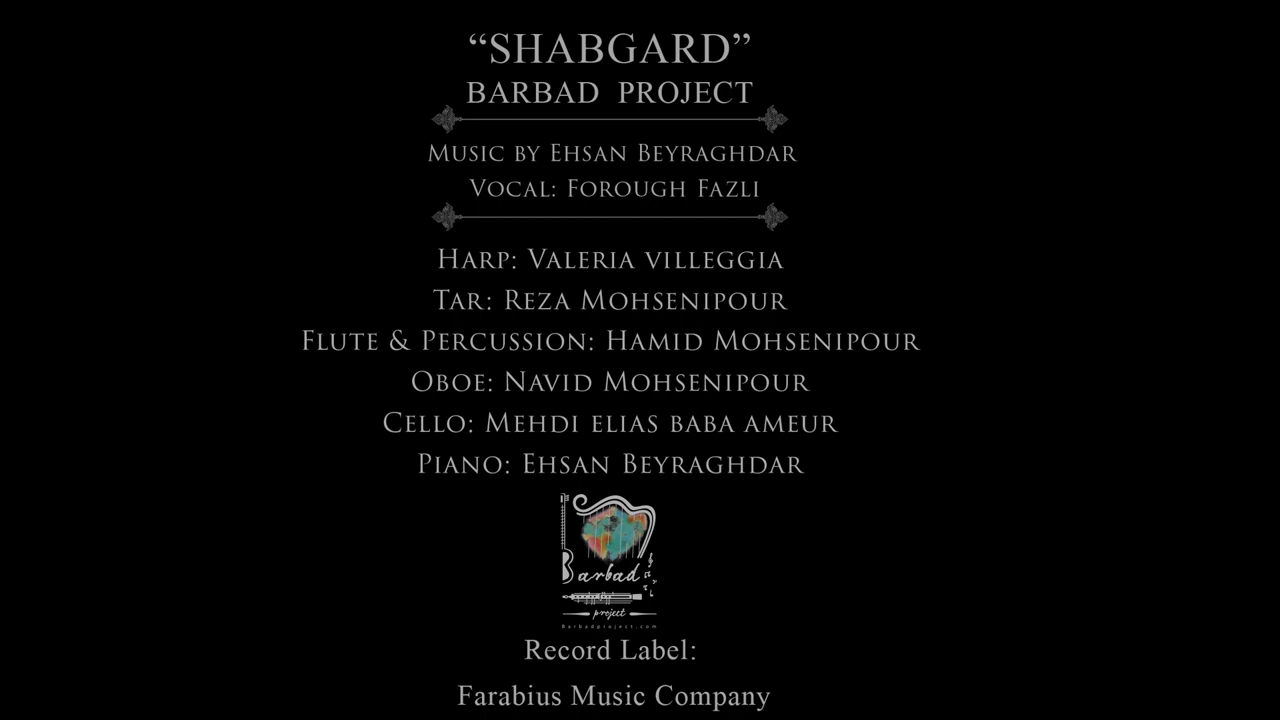 “SHABGARD”
BARBAD PROJECT
MUSIC BY EHSAN BEYRAGHDAR
VOCAL: FOROUGH FAZLI
HARP: VALERIA VILLEGGIA
TAR: REZA MOHSENIPOUR
FLUTE & PERCUSSION: HAMID MOHSENIPOUR
OBOE: NAVID MOHSENIPOUR
CELLO: MEHDI ELIAS BABA AMEUR
PIANO: EHSAN BEYRAGHDAR
Barbad
project
Barbadproject.com
Record Label:
Farabius Music Company